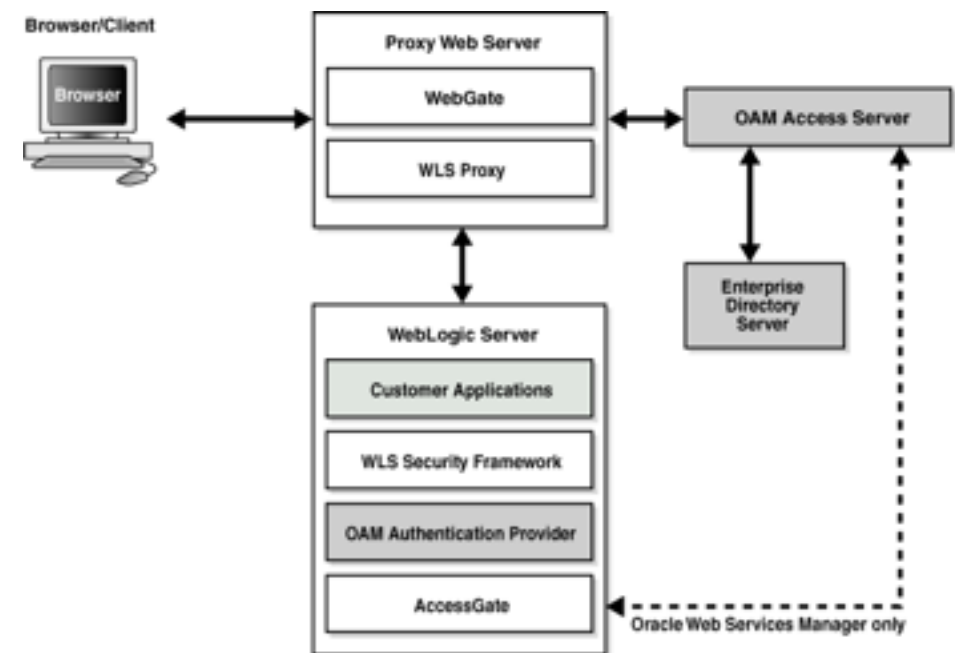 Browser/Client
Browser
Proxy Web Server
WebGate
WLS Proxy
OAM Access Server
Enterprise
Directory
Server
WebLogic Server
Customer Applications
WLS Security Framework
OAM Authentication Provider
AccessGate
Oracle Web Services Manager only